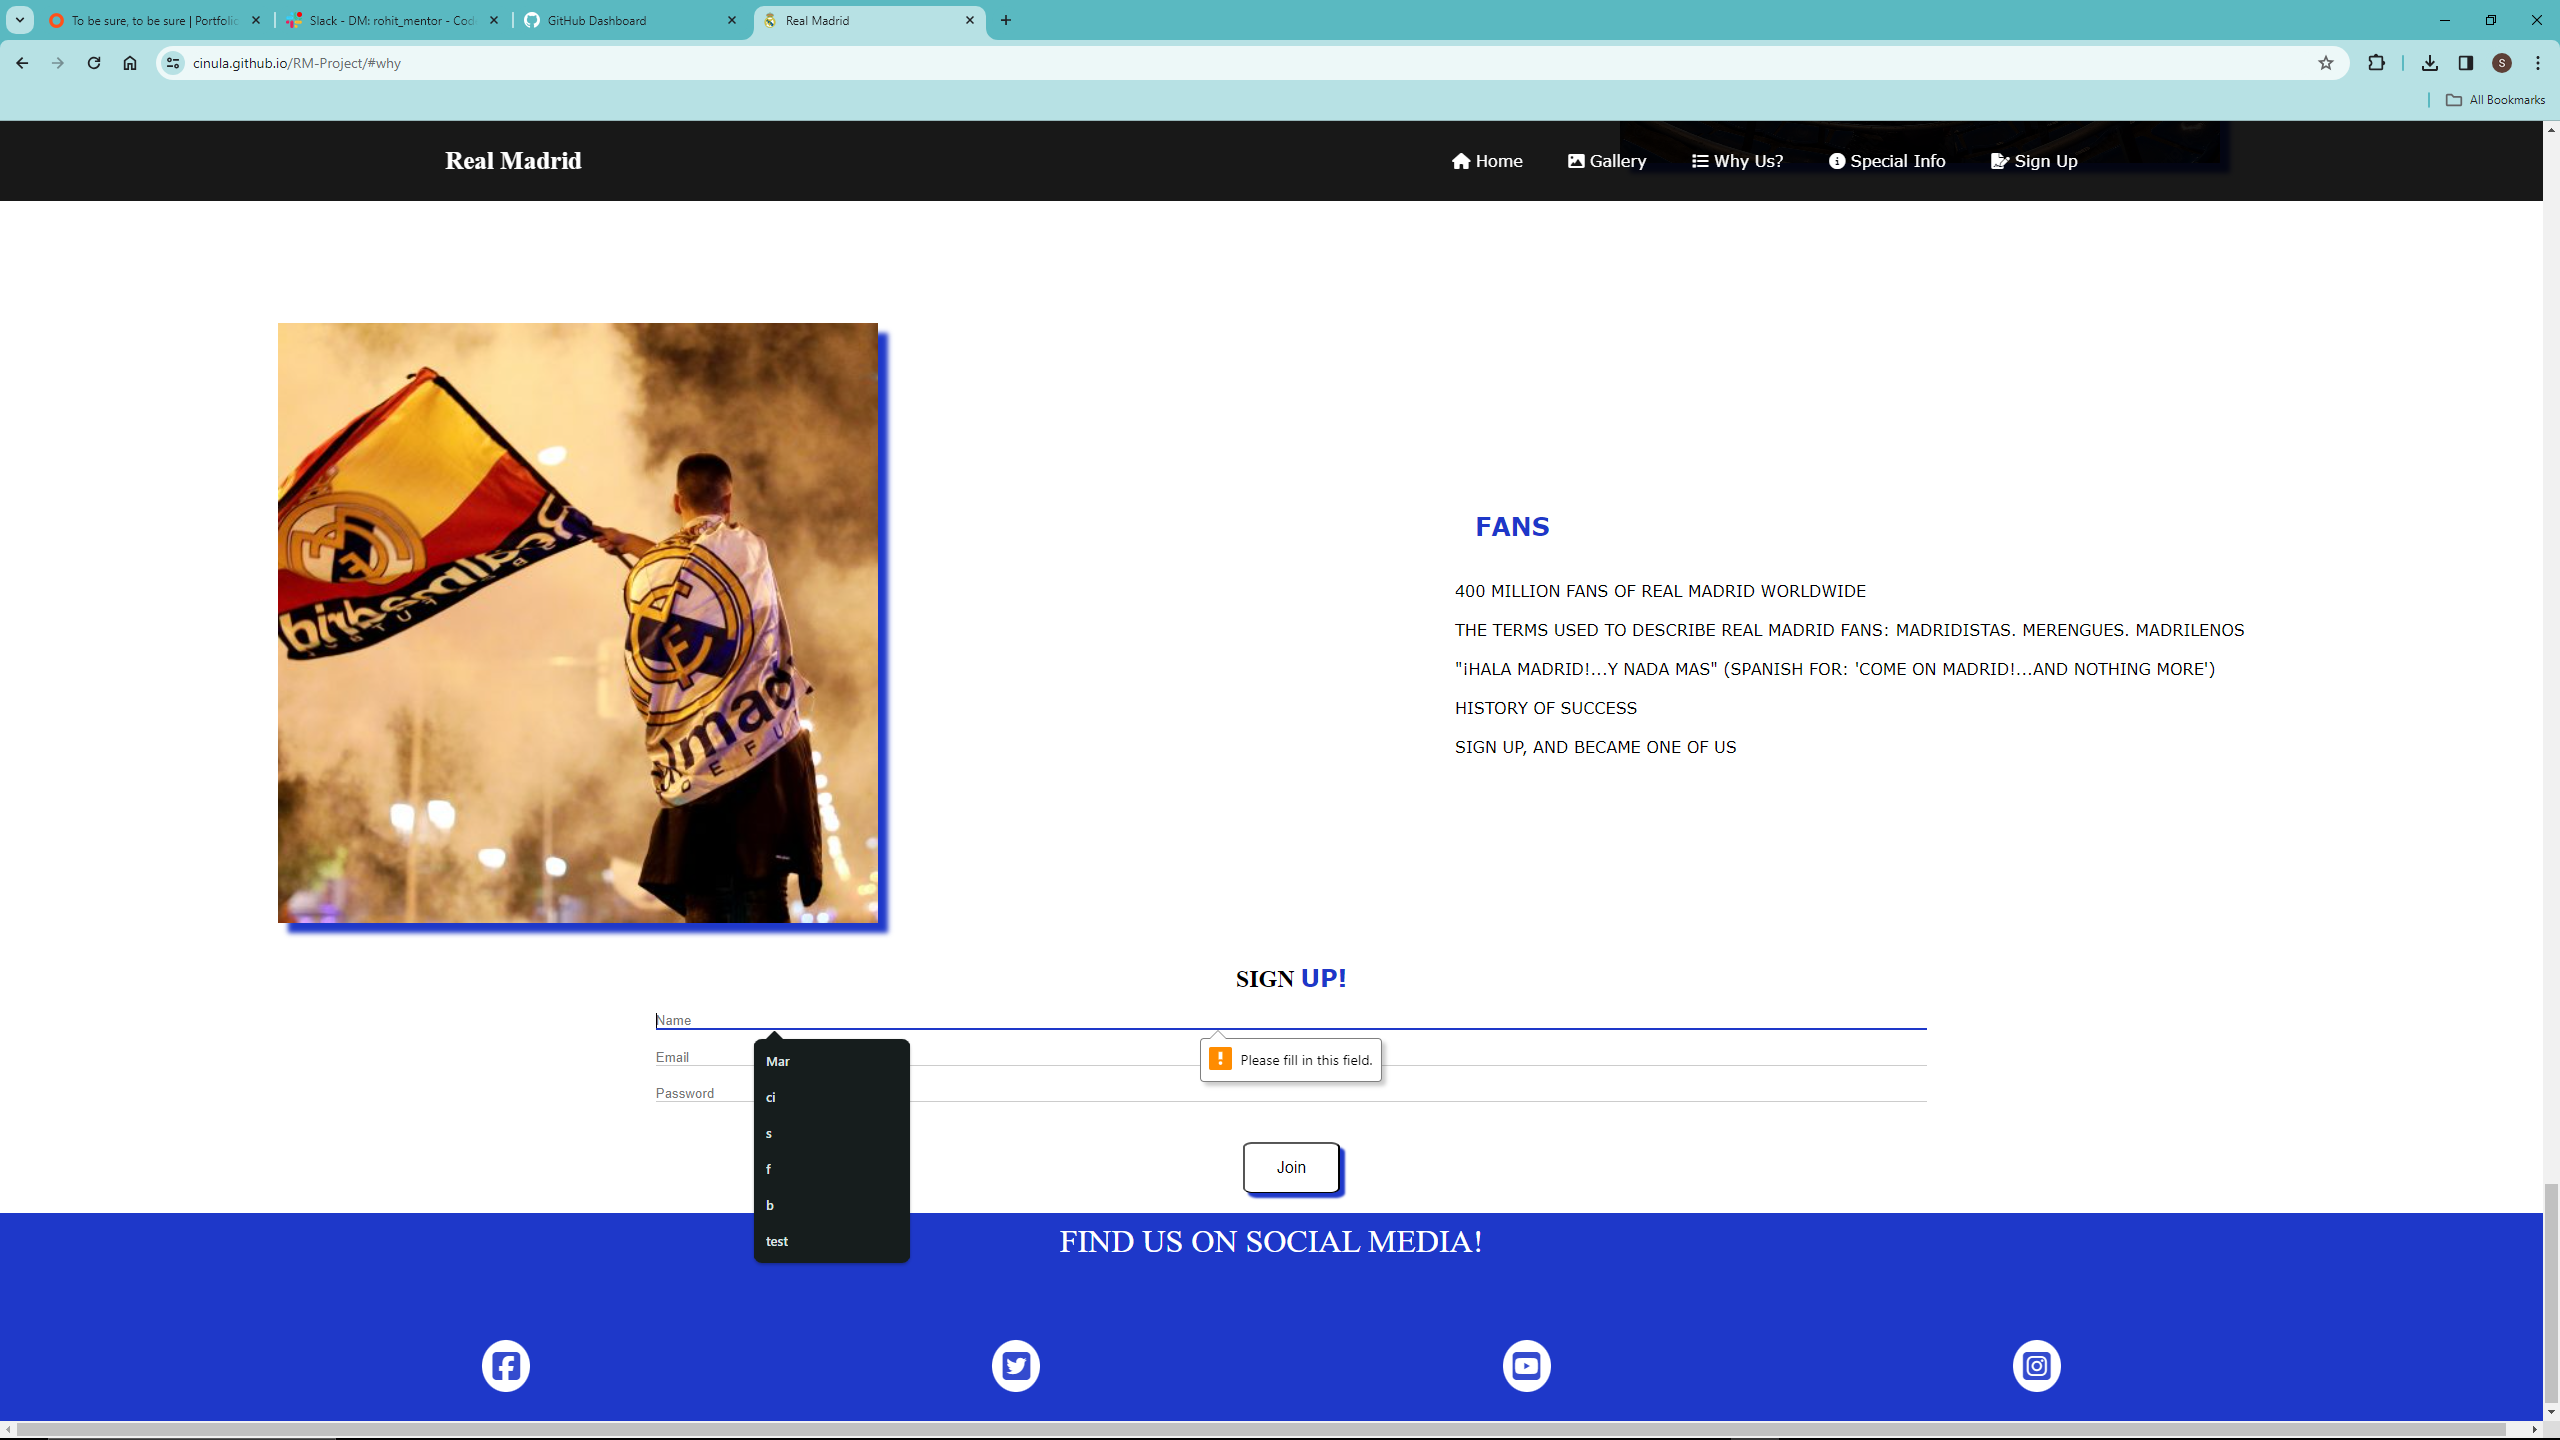 To be sure, to be sure | Portfolio
Slack - DM: rohit_mentor - Cod
GitHub Dashboard
Real Madrid
cinula.github.io/RM-Project/#why
S
All Bookmarks
Real Madrid
Home
Gallery
Why Us?
Special Info
Sign Up
FANS
400 MILLION FANS OF REAL MADRID WORLDWIDE
THE TERMS USED TO DESCRIBE REAL MADRID FANS: MADRIDISTAS. MERENGUES. MADRILENOS
"¡HALA MADRID!...Y NADA MAS" (SPANISH FOR: 'COME ON MADRID!...AND NOTHING MORE')
HISTORY OF SUCCESS
SIGN UP, AND BECAME ONE OF US
SIGN UP!
Name
Please fill in this field.
Email
Password
Mar
ci
s
f
b
test
Join
FIND US ON SOCIAL MEDIA!